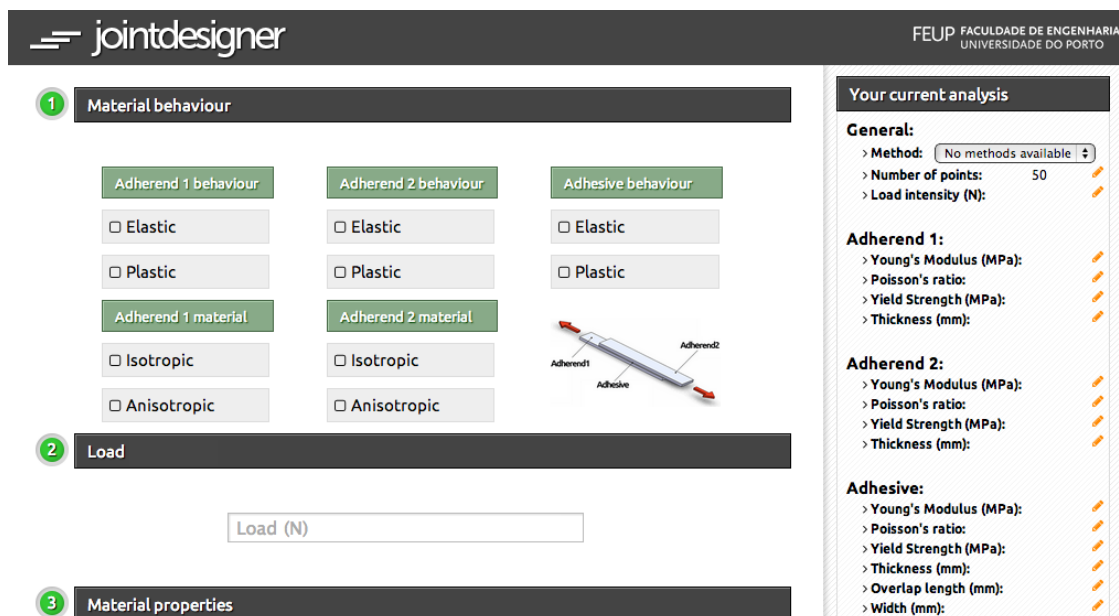 jointdesigner
FEUP FACULDADE DE ENGENHARIA
UNIVERSIDADE DO PORTO
1 Material behaviour
Adherend 1 behaviour
Adherend 2 behaviour
Adhesive behaviour
Elastic
Elastic
Elastic
Plastic
Plastic
Plastic
Adherend 1 material
Adherend 2 material
Isotropic
Isotropic
Anisotropic
Anisotropic
Adherend1
Adhesive
Adherend2
2 Load
Load (N)
3 Material properties
Your current analysis
General:
> Method: No methods available
> Number of points: 50
> Load intensity (N):
Adherend 1:
> Young's Modulus (MPa):
> Poisson's ratio:
> Yield Strength (MPa):
> Thickness (mm):
Adherend 2:
> Young's Modulus (MPa):
> Poisson's ratio:
> Yield Strength (MPa):
> Thickness (mm):
Adhesive:
> Young's Modulus (MPa):
> Poisson's ratio:
> Yield Strength (MPa):
> Thickness (mm):
> Overlap length (mm):
> Width (mm):